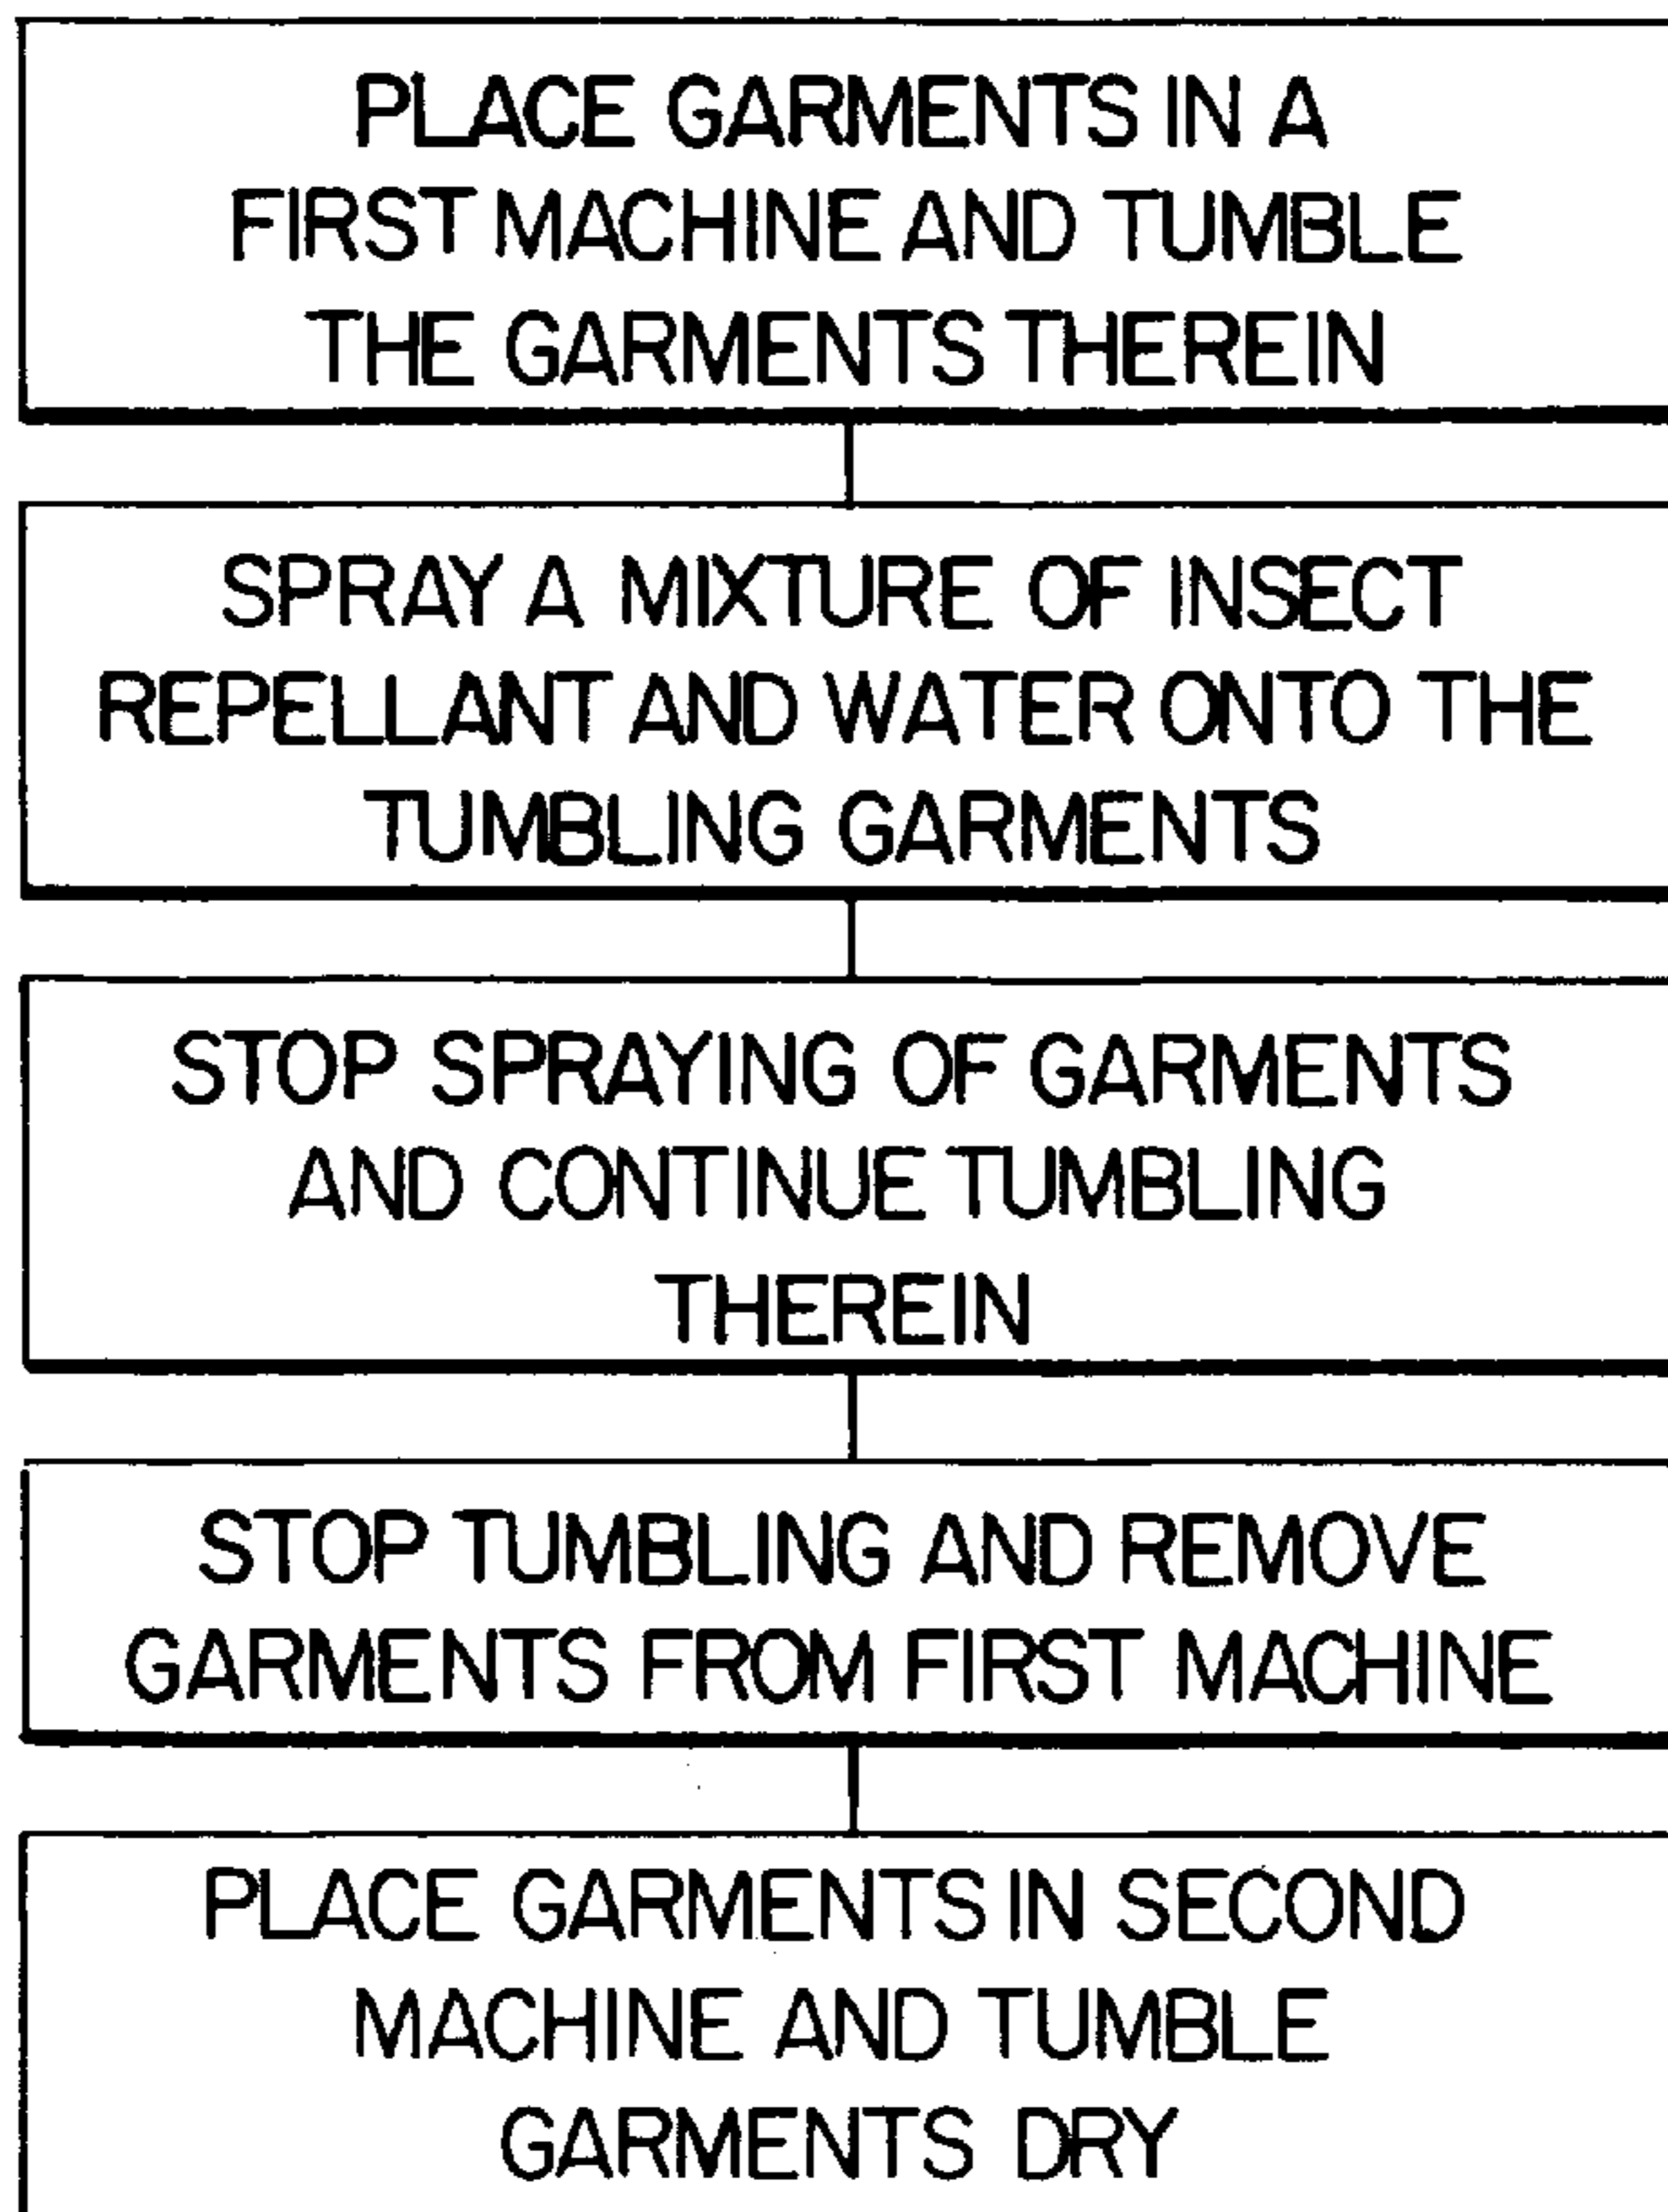 PLACE GARMENTS IN A
FIRST MACHINE AND TUMBLE
THE GARMENTS THEREIN
SPRAY A MIXTURE OF INSECT
REPELLANT AND WATER ONTO THE
TUMBLING GARMENTS
STOP SPRAYING OF GARMENTS
AND CONTINUE TUMBLING
THEREIN
STOP TUMBLING AND REMOVE
GARMENTS FROM FIRST MACHINE
PLACE GARMENTS IN SECOND
MACHINE AND TUMBLE
GARMENTS DRY